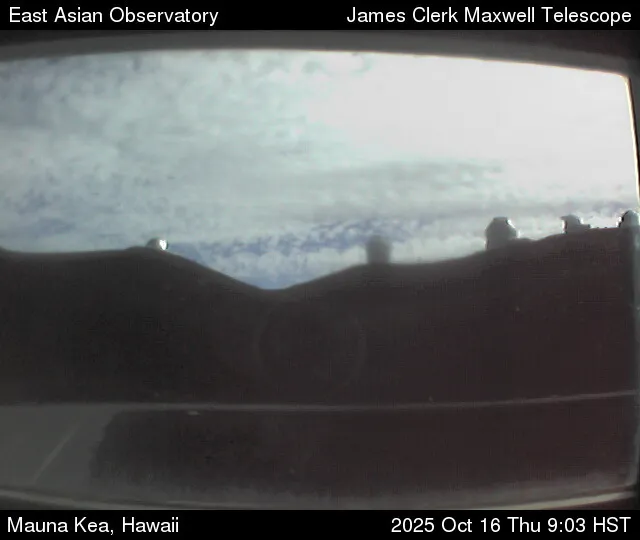 East Asian Observatory
James Clerk Maxwell Telescope
Mauna Kea, Hawaii
2025 Oct 16 Thu 9:03 HST